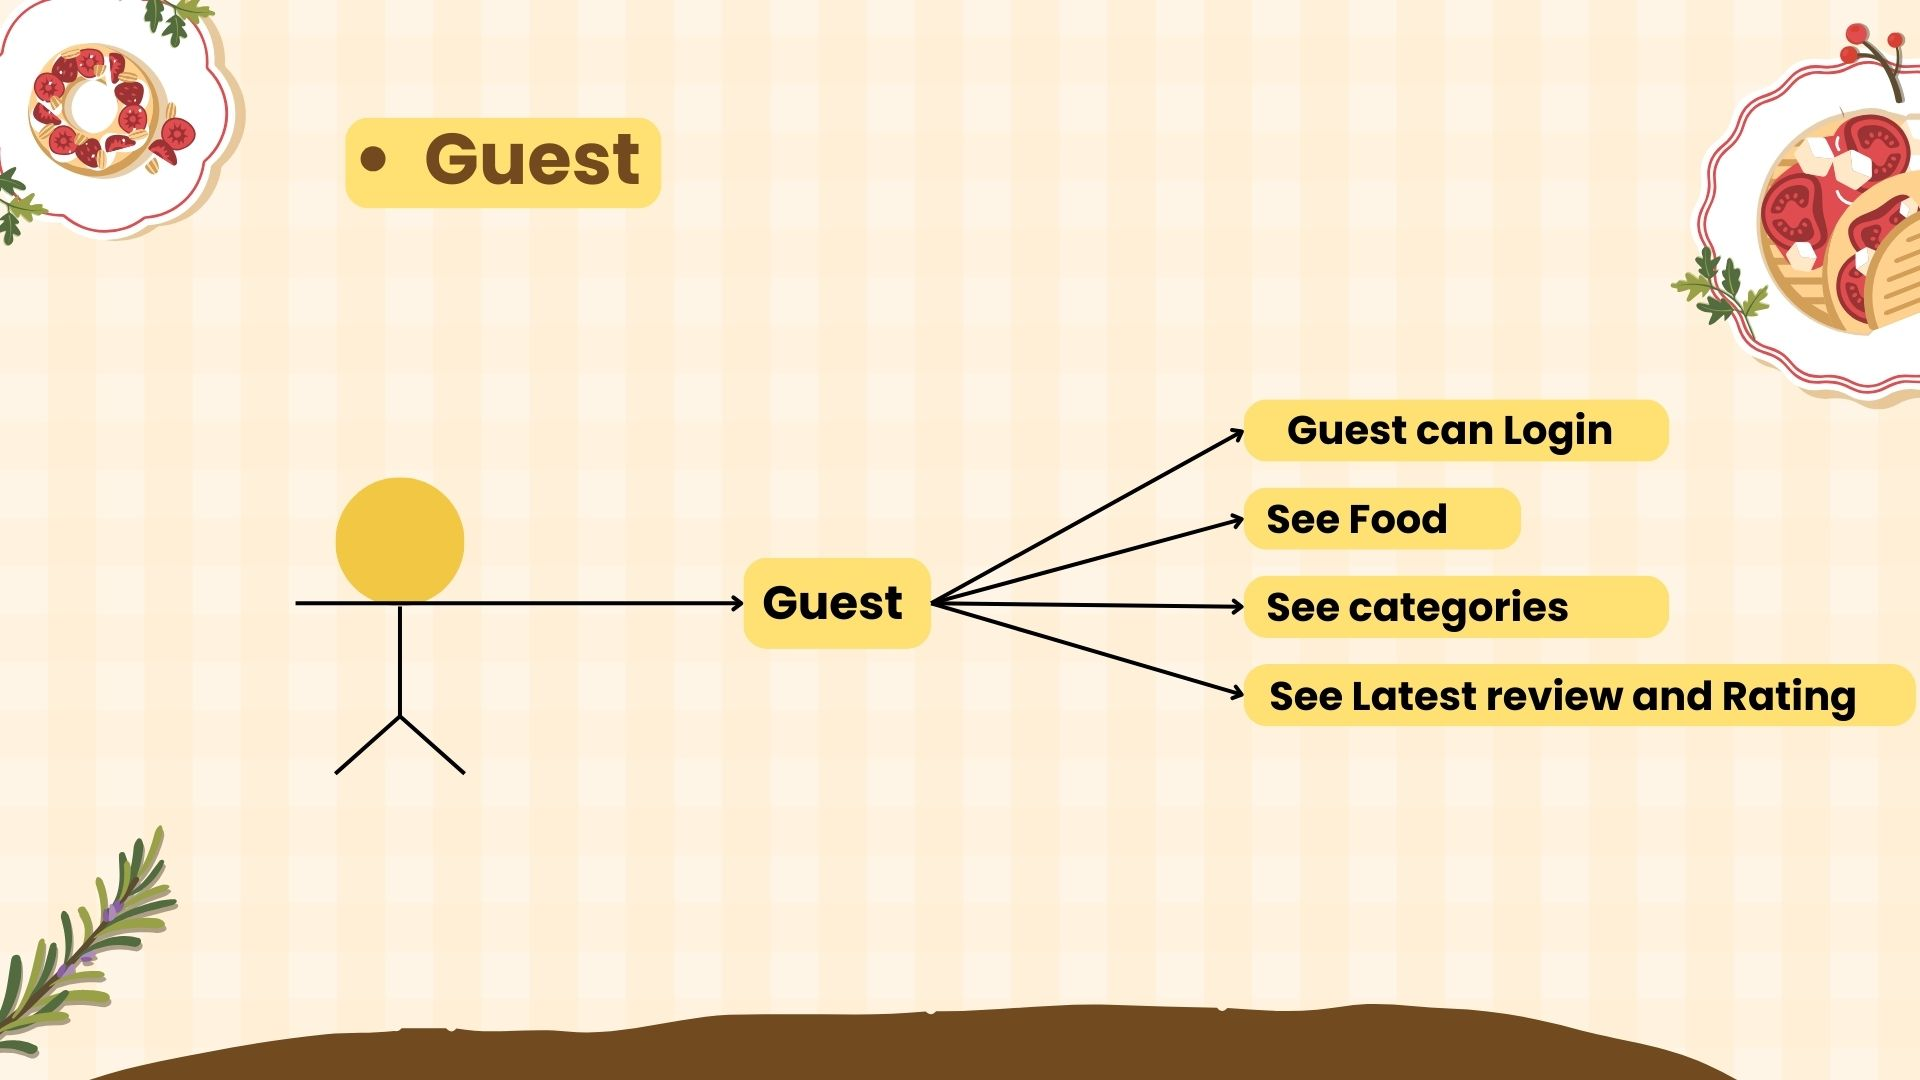 • Guest
Guest can Login
See Food
Guest
See categories
See Latest review and Rating